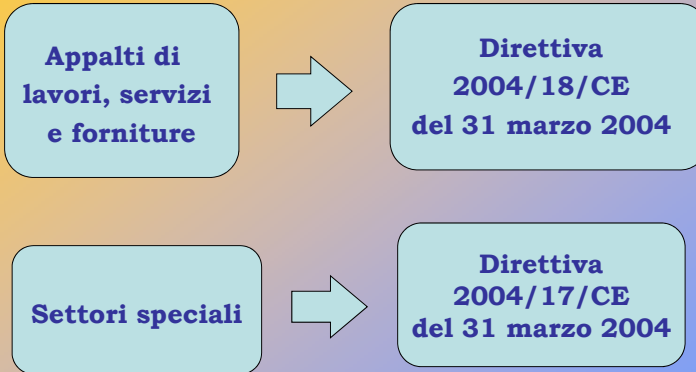 Appalti di
lavori, servizi
e forniture
Direttiva
2004/18/CE
del 31 marzo 2004
Settori speciali
Direttiva
2004/17/CE
del 31 marzo 2004